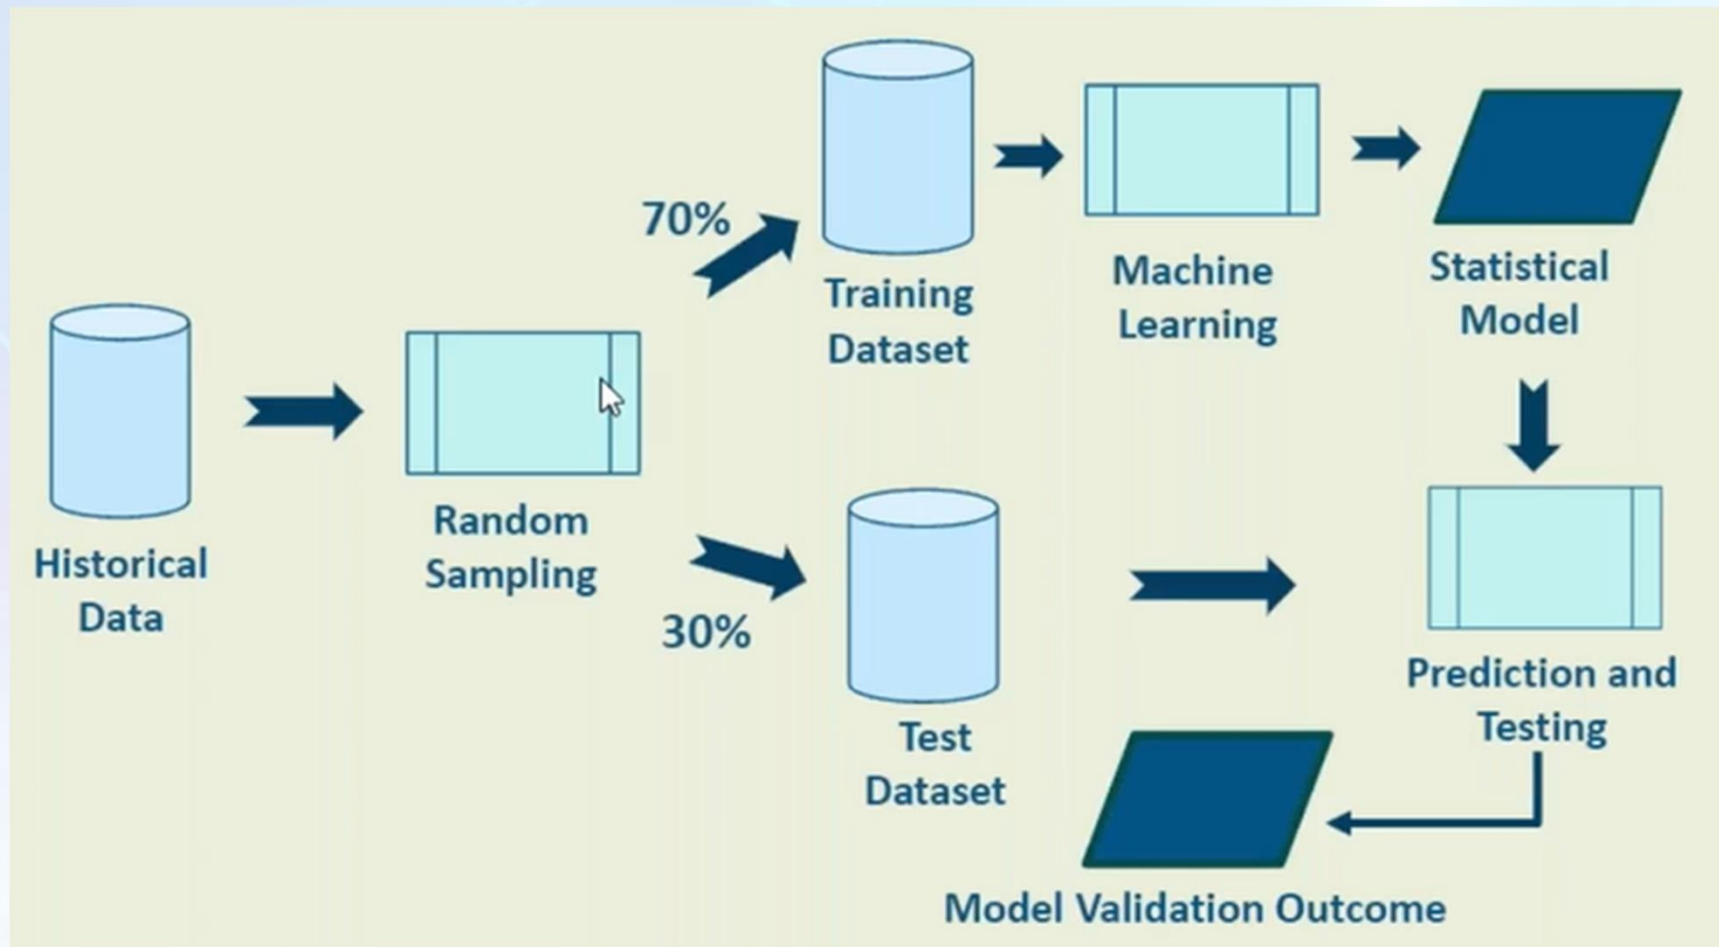 70%
Training
Dataset
Machine
Learning
Statistical
Model
Historical
Data
Random
Sampling
30%
Test
Dataset
Prediction and
Testing
Model Validation Outcome